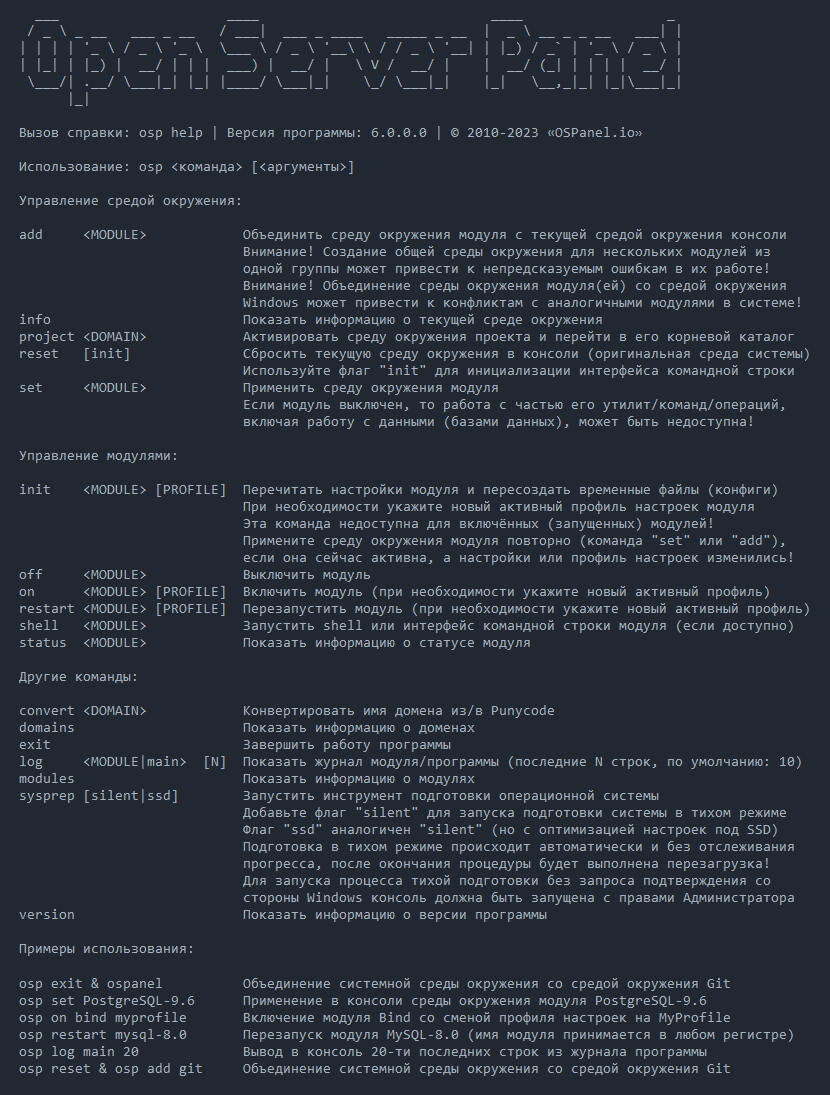 Open Server Panel
Вызов справки: osp help | Версия программы: 6.0.0.0 | © 2010-2023 «OSPanel.io»
Использование: osp <команда> [<аргументы>]
Управление средой окружения:
add     <MODULE>            Объединить среду окружения модуля с текущей средой окружения консоли
                            Внимание! Создание общей среды окружения для нескольких модулей из
                            одной группы может привести к непредсказуемым ошибкам в их работе!
                            Внимание! Объединение среды окружения модуля(ей) со средой окружения
                            Windows может привести к конфликтам с аналогичными модулями в системе!
info                        Показать информацию о текущей среде окружения
project <DOMAIN>            Активировать среду окружения проекта и перейти в его корневой каталог
reset   [init]              Сбросить текущую среду окружения в консоли (оригинальная среда системы)
                            Используйте флаг "init" для инициализации интерфейса командной строки
set     <MODULE>            Применить среду окружения модуля
                            Если модуль выключен, то работа с частью его утилит/команд/операций,
                            включая работу с данными (базами данных), может быть недоступна!
Управление модулями:
init    <MODULE> [PROFILE]  Перечитать настройки модуля и пересоздать временные файлы (конфиги)
                            При необходимости укажите новый активный профиль настроек модуля
                            Эта команда недоступна для включённых (запущенных) модулей!
                            Примените среду окружения модуля повторно (команда "set" или "add"),
                            если она сейчас активна, а настройки или профиль настроек изменились!
off     <MODULE>            Выключить модуль
on      <MODULE> [PROFILE]  Включить модуль (при необходимости укажите новый активный профиль)
restart <MODULE> [PROFILE]  Перезапустить модуль (при необходимости укажите новый активный профиль)
shell   <MODULE>            Запустить shell или интерфейс командной строки модуля (если доступно)
status  <MODULE>            Показать информацию о статусе модуля
Другие команды:
convert <DOMAIN>            Конвертировать имя домена из/в Punycode
domains                     Показать информацию о доменах
exit                        Завершить работу программы
log     <MODULE|main>  [N]  Показать журнал модуля/программы (последние N строк, по умолчанию: 10)
modules                     Показать информацию о модулях
sysprep [silent|ssd]        Запустить инструмент подготовки операционной системы
                            Добавьте флаг "silent" для запуска подготовки системы в тихом режиме
                            Флаг "ssd" аналогичен "silent" (но с оптимизацией настроек под SSD)
                            Подготовка в тихом режиме происходит автоматически и без отслеживания
                            прогресса, после окончания процедуры будет выполнена перезагрузка!
                            Для запуска процесса тихой подготовки без запроса подтверждения со
                            стороны Windows консоль должна быть запущена с правами Администратора
version                     Показать информацию о версии программы
Примеры использования:
osp exit & ospanel          Объединение системной среды окружения со средой окружения Git
osp set PostgreSQL-9.6      Применение в консоли среды окружения модуля PostgreSQL-9.6
osp on bind myprofile       Включение модуля Bind со сменой профиля настроек на MyProfile
osp restart mysql-8.0       Перезапуск модуля MySQL-8.0 (имя модуля принимается в любом регистре)
osp log main 20             Вывод в консоль 20-ти последних строк из журнала программы
osp reset & osp add git     Объединение системной среды окружения со средой окружения Git